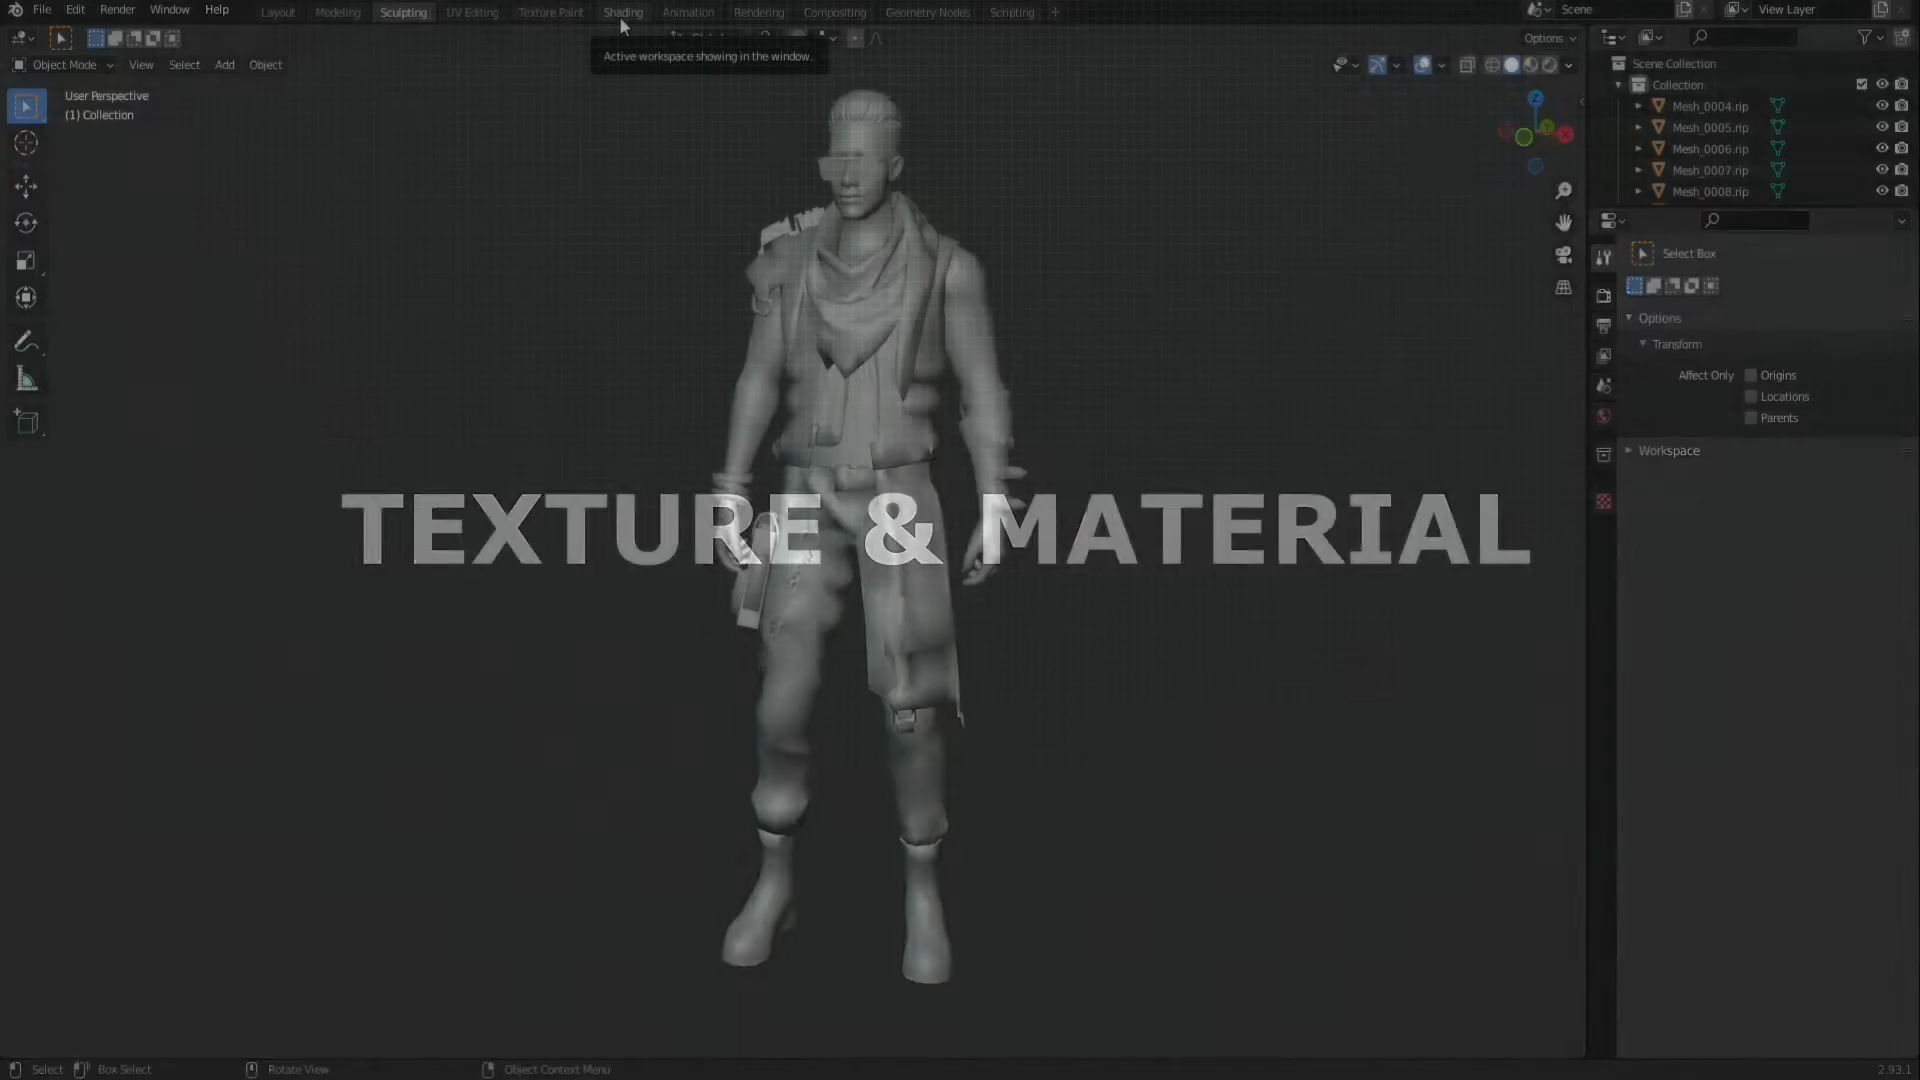 File Edit Render Window Help
Layout Modeling Sculpting UV Editing Texture Paint Shading Animation Rendering Compositing Geometry Nodes Scripting +
Scene
View Layer
Options
Active workspace showing in the window.
Object Mode View Select Add Object
User Perspective
(1) Collection
Z
Y
X
Scene Collection
Collection
Mesh_0004.rip
Mesh_0005.rip
Mesh_0006.rip
Mesh_0007.rip
Mesh_0008.rip
Select Box
Options
Transform
Affect Only Origins
Locations
Parents
Workspace
TEXTURE & MATERIAL
Select Box Select Rotate View Object Context Menu
2.93.1